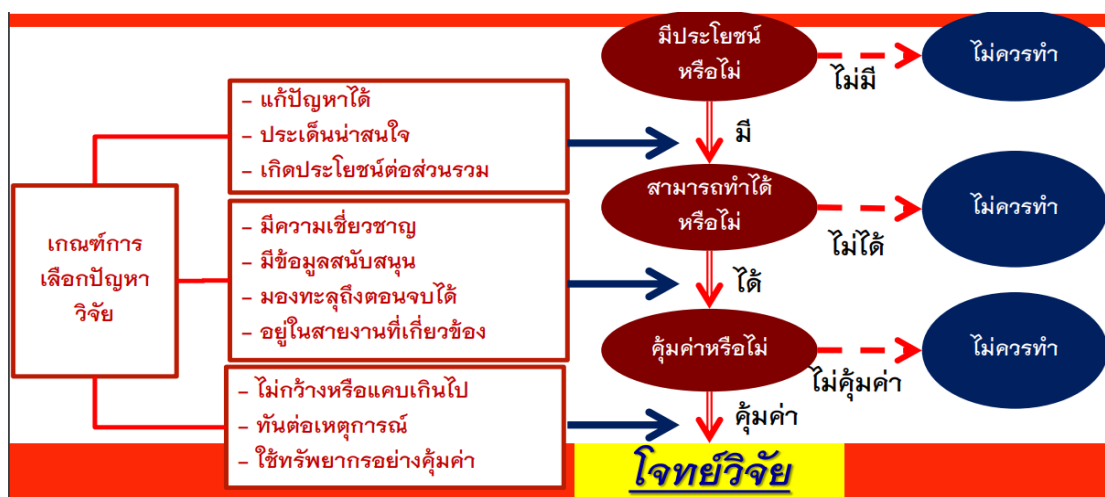 เกณฑ์การ
เลือกปัญหา
วิจัย
– แก้ปัญหาได้
– ประเด็นน่าสนใจ
– เกิดประโยชน์ต่อส่วนรวม
– มีความเชี่ยวชาญ
– มีข้อมูลสนับสนุน
– มองทะลุถึงตอนจบได้
– อยู่ในสายงานที่เกี่ยวข้อง
– ไม่กว้างหรือแคบเกินไป
– ทันต่อเหตุการณ์
– ใช้ทรัพยากรอย่างคุ้มค่า
มีประโยชน์
หรือไม่
ไม่มี
ไม่ควรทำ
มี
สามารถทำได้
หรือไม่
ไม่ได้
ไม่ควรทำ
ได้
คุ้มค่าหรือไม่
ไม่คุ้มค่า
ไม่ควรทำ
คุ้มค่า
โจทย์วิจัย